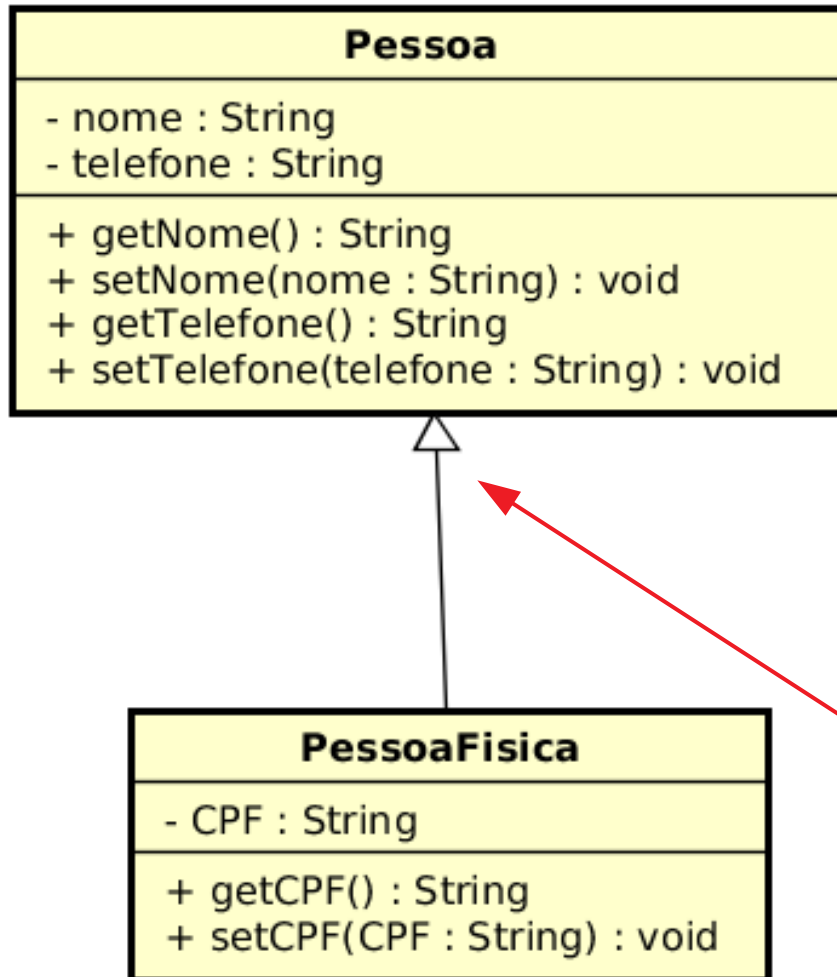 Pessoa
- nome : String
- telefone : String
+ getNome() : String
+ setNome(nome : String) : void
+ getTelefone() : String
+ setTelefone(telefone : String) : void
PessoaFisica
- CPF : String
+ getCPF() : String
+ setCPF(CPF : String) : void